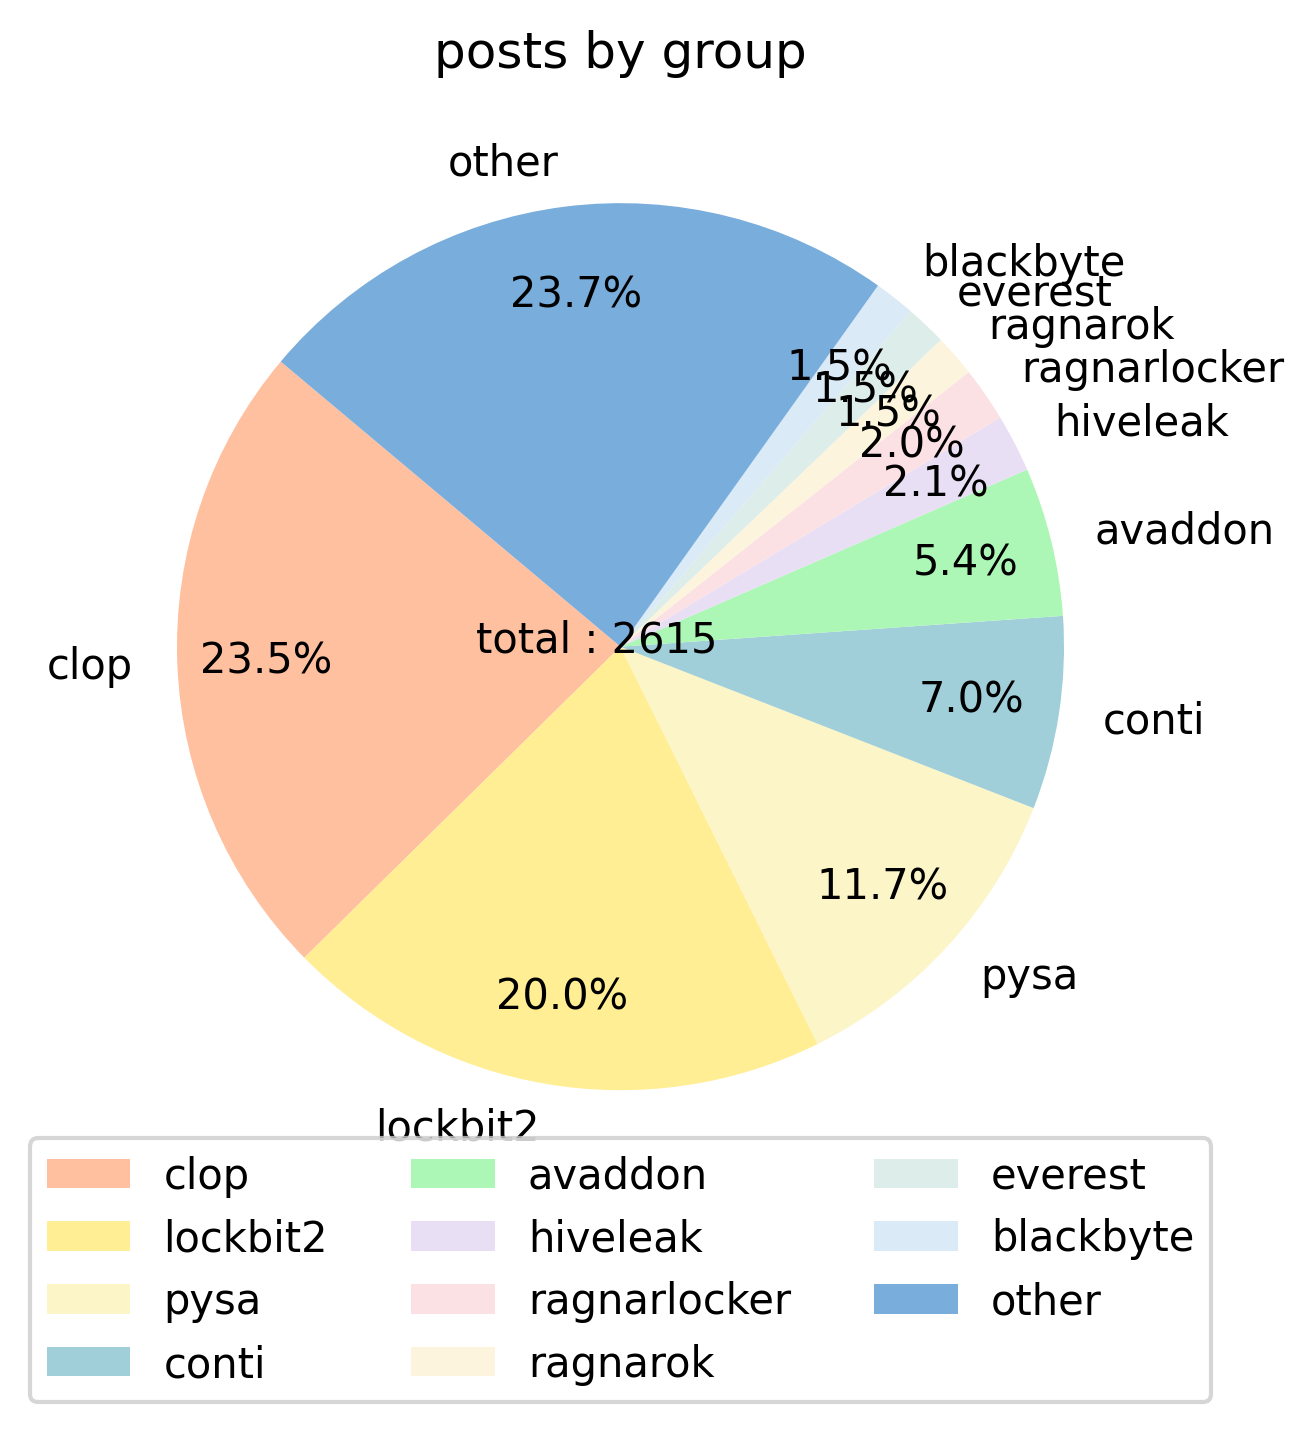 posts by group
other
23.7%
blackbyte
1.5%
everest
1.5%
ragnarok
1.5%
ragnarlocker
2.0%
hiveleak
2.1%
avaddon
5.4%
total : 2615
clop
23.5%
7.0%
conti
11.7%
pysa
20.0%
lockbit2
clop
lockbit2
pysa
conti
avaddon
hiveleak
ragnarlocker
ragnarok
everest
blackbyte
other